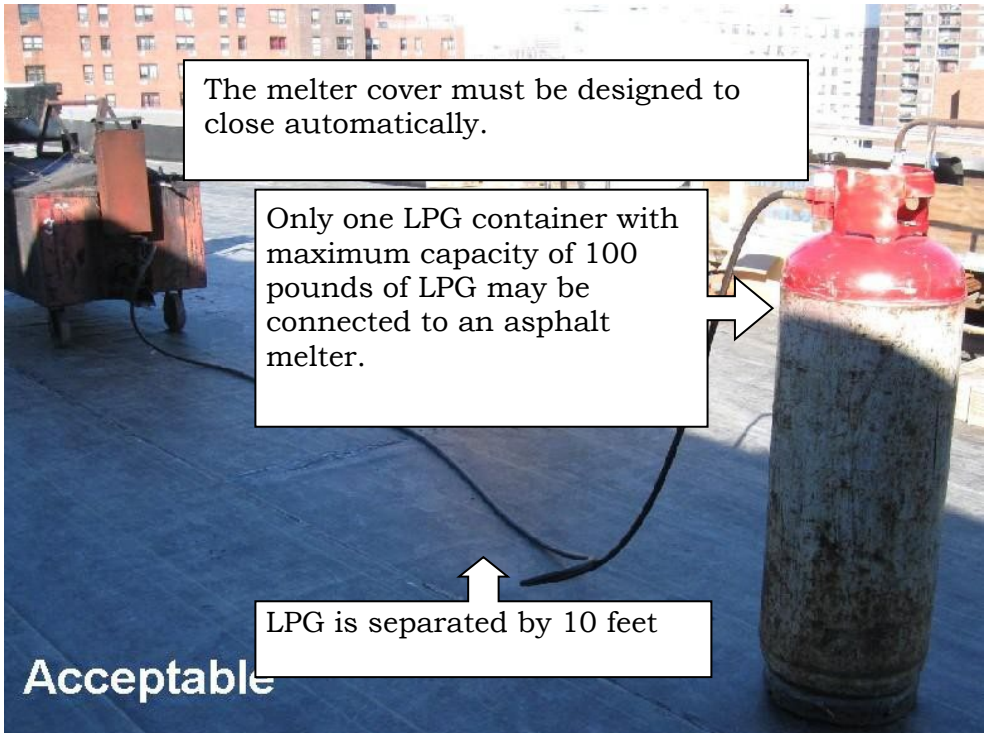 The melter cover must be designed to
close automatically.
Only one LPG container with
maximum capacity of 100
pounds of LPG may be
connected to an asphalt
melter.
LPG is separated by 10 feet
Acceptable